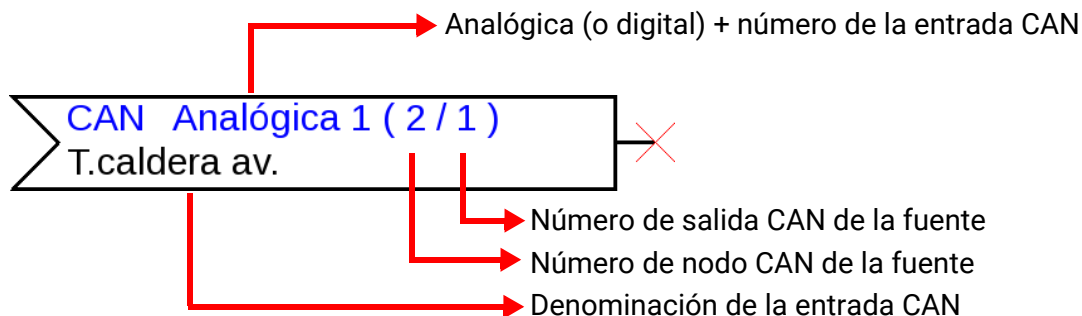 Analógica (o digital) + número de la entrada CAN
CAN Analógica 1 ( 2 / 1 )
T.caldera av.
Número de salida CAN de la fuente
Número de nodo CAN de la fuente
Denominación de la entrada CAN